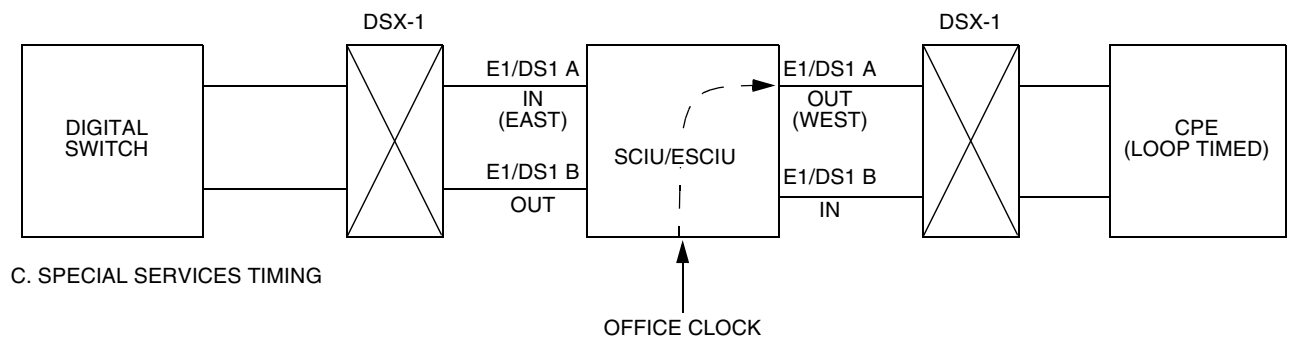 DSX-1
DSX-1
DIGITAL
SWITCH
E1/DS1 A
IN
(EAST)
E1/DS1 B
OUT
SCIU/ESCIU
E1/DS1 A
OUT
(WEST)
E1/DS1 B
IN
CPE
(LOOP TIMED)
C. SPECIAL SERVICES TIMING
OFFICE CLOCK